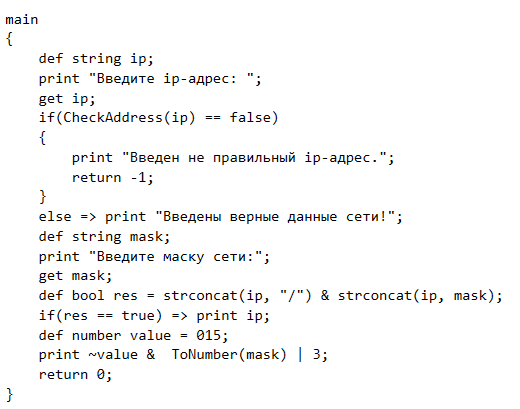 main
{
    def string ip;
    print "Введите ip-адрес: ";
    get ip;
    if(CheckAddress(ip) == false)
    {
        print "Введен не правильный ip-адрес.";
        return -1;
    }
    else => print "Введены верные данные сети!";
    def string mask;
    print "Введите маску сети:";
    get mask;
    def bool res = strconcat(ip, "/") & strconcat(ip, mask);
    if(res == true) => print ip;
    def number value = 015;
    print ~value &  ToNumber(mask) | 3;
    return 0;
}